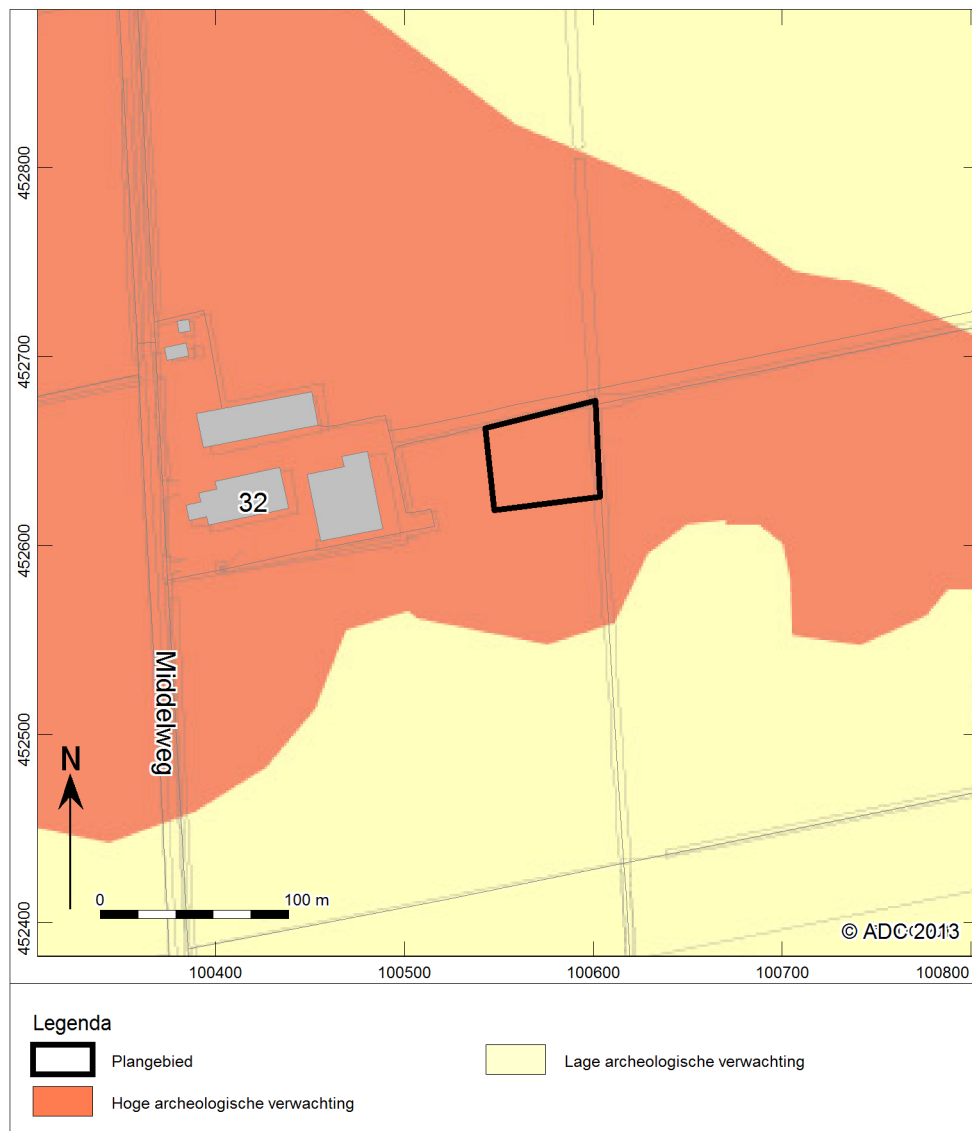 452800
452700
452600
452500
452400
32
Middelweg
N
0 100 m
© ADC 2013
100400 100500 100600 100700 100800
Legenda
Plangebied
Lage archeologische verwachting
Hoge archeologische verwachting